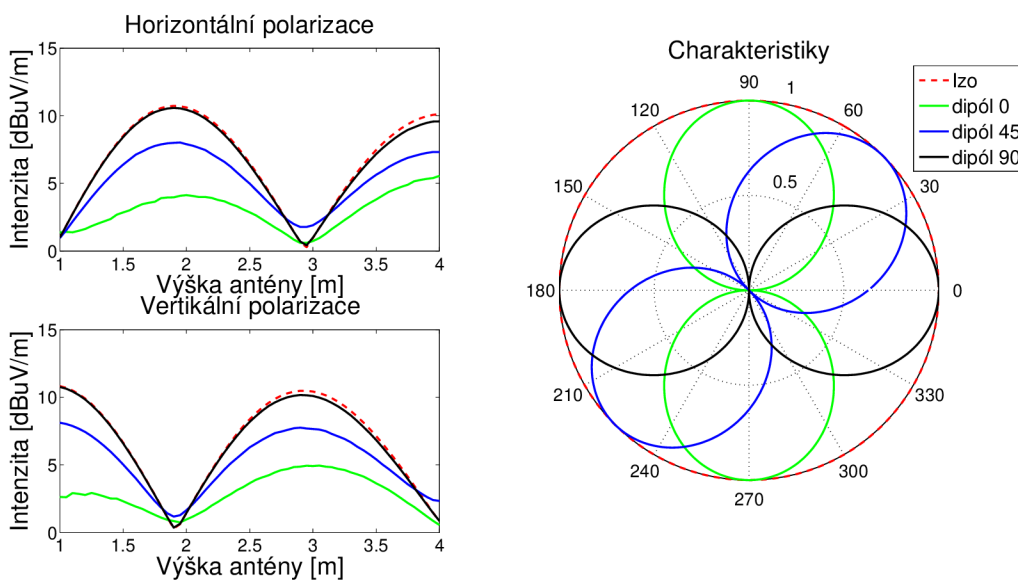 Horizontální polarizace
15
10
5
0
1 1.5 2 2.5 3 3.5 4
Intenzita [dBuV/m]
Výška antény [m]
Vertikální polarizace
15
10
5
0
1 1.5 2 2.5 3 3.5 4
Intenzita [dBuV/m]
Výška antény [m]
Charakteristiky
90 1
120 60
150 0.5 30
180 0
210 330
240 300
270
Izo
dipól 0
dipól 45
dipól 90